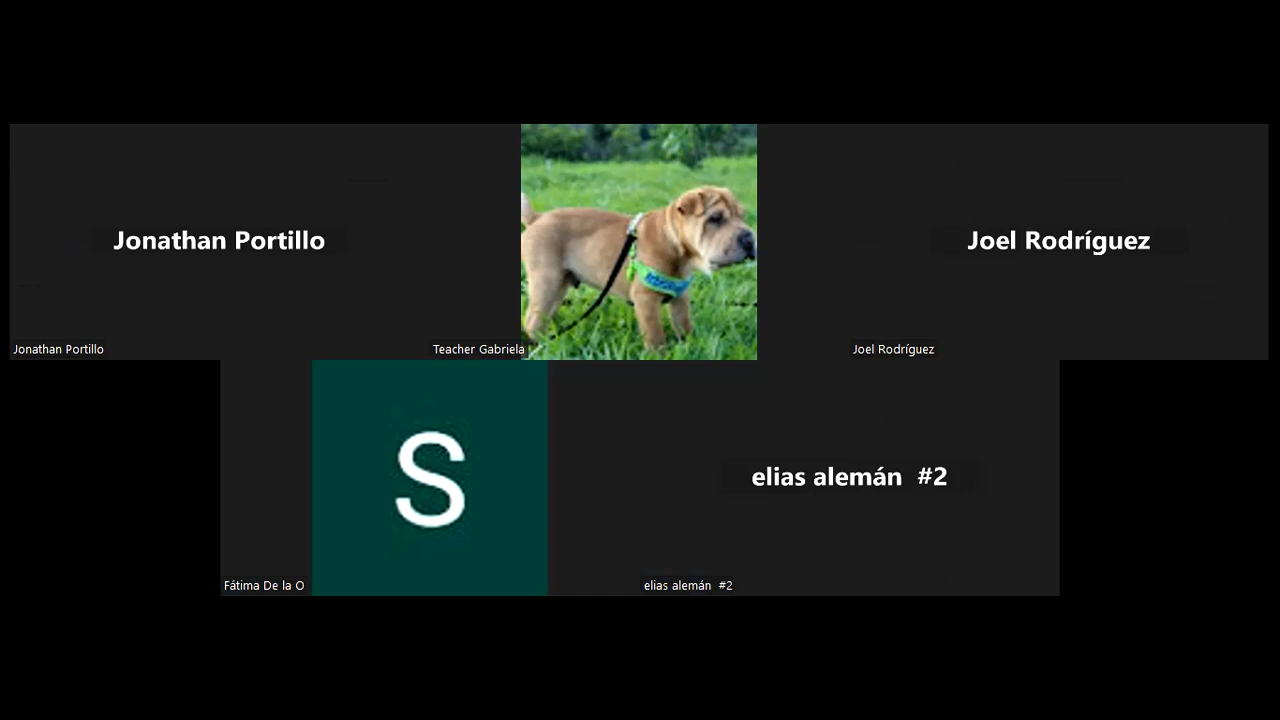 Jonathan Portillo
Joel Rodríguez
Jonathan Portillo
Teacher Gabriela
Joel Rodríguez
S
elias alemán  #2
Fátima De la O
elias alemán  #2